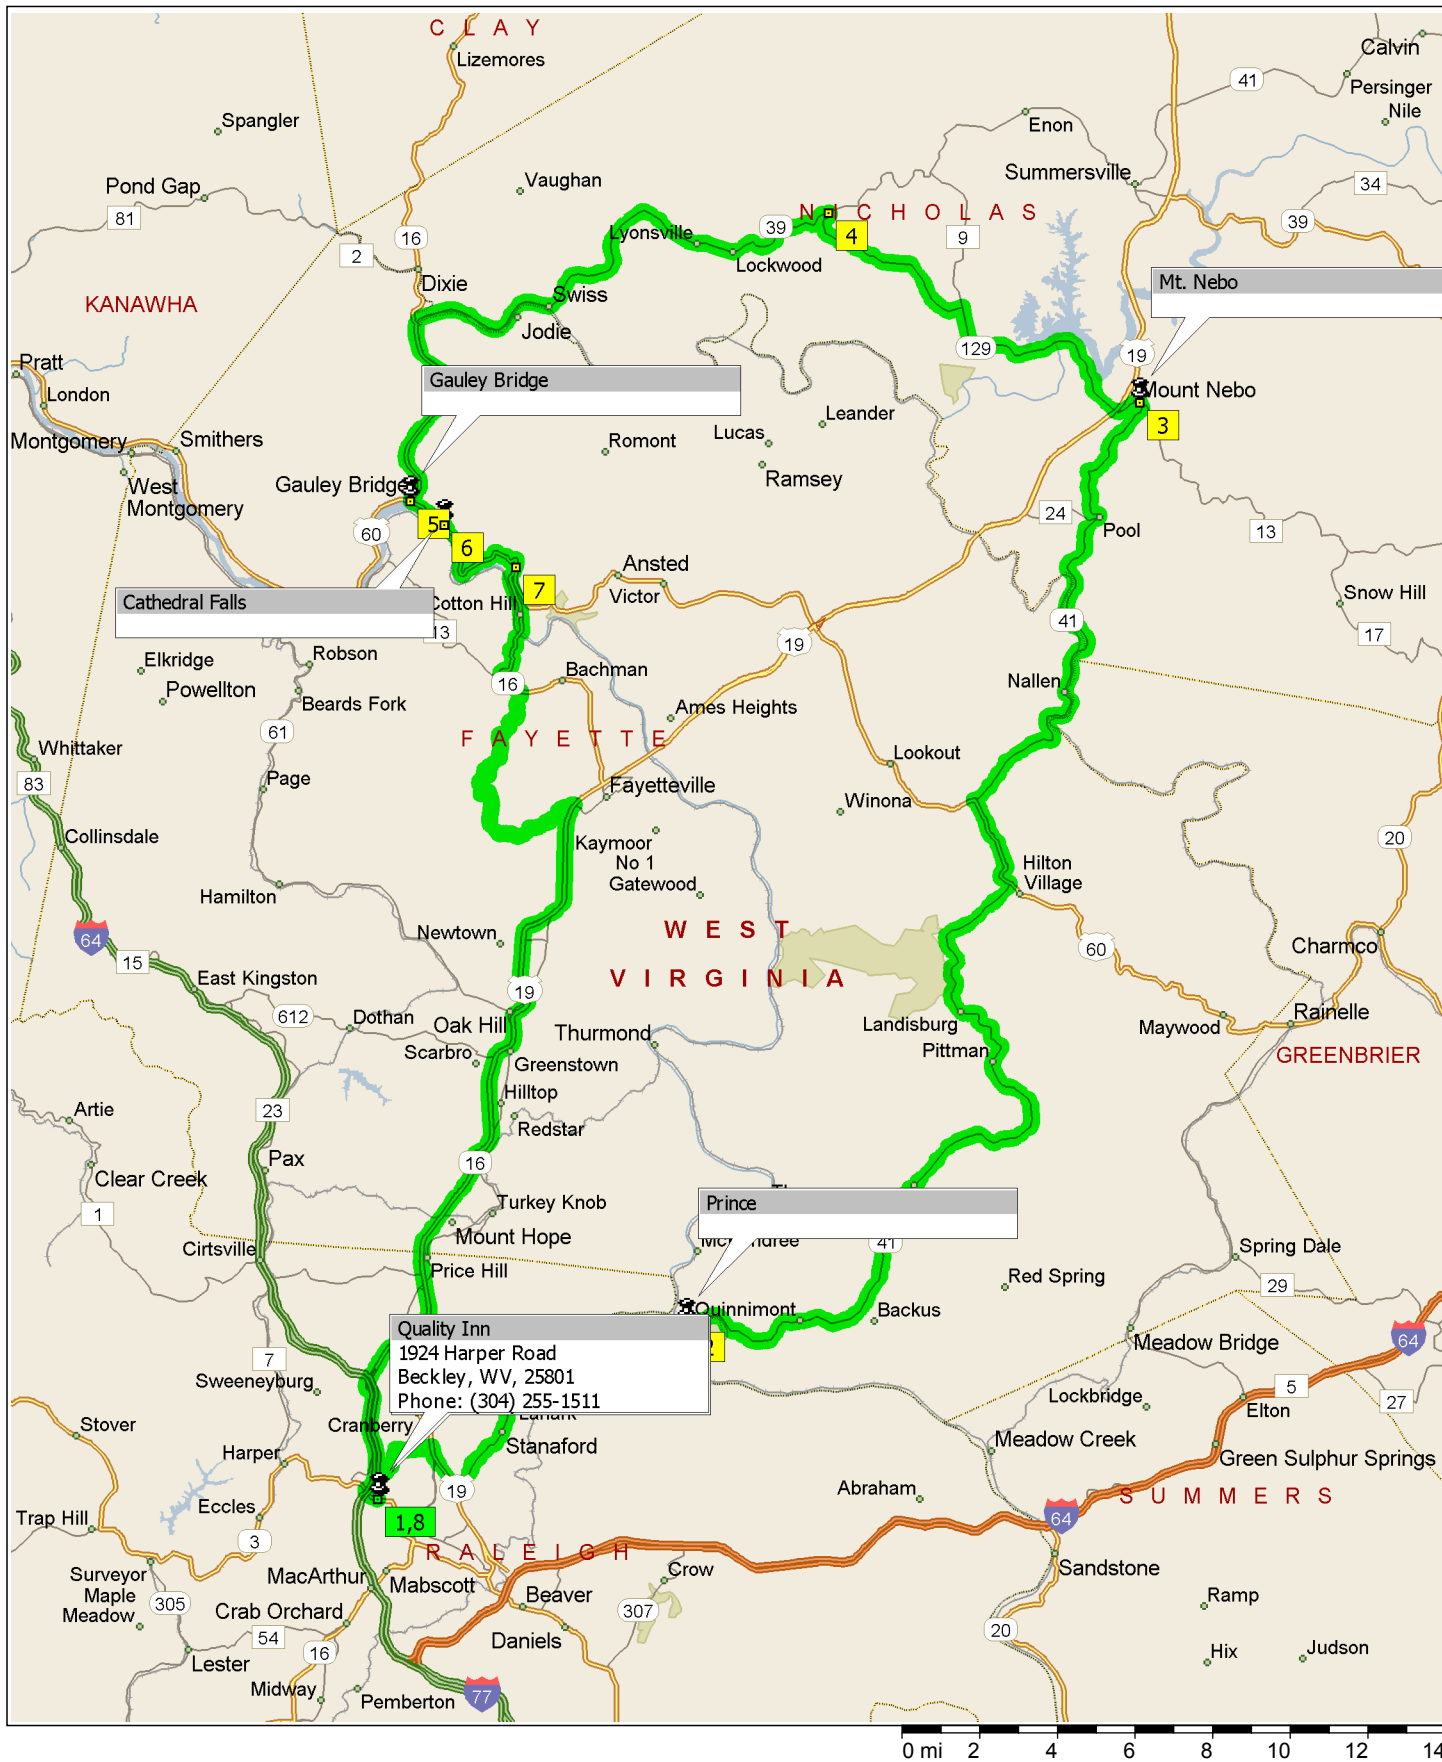 C L A Y
Lizemores
Calvin
41
Persinger
Nile
Spangler
Enon
Summersville
Vaughan
Pond Gap
34
81
N I C H O L A S
39
Lyonsville
39
16
4
9
2
Lockwood
Dixie
Mt. Nebo
KANAWHA
Swiss
Jodie
129
19
Pratt
Gauley Bridge
Mount Nebo
London
Leander
3
Montgomery
Smithers
Romont
Lucas
Ramsey
West
Montgomery
Gauley Bridge
5
24
Pool
13
60
6
Ansted
7
Victor
Snow Hill
Cathedral Falls
Cotton Hill
41
13
19
17
Robson
Elkridge
Bachman
Powellton
16
Nallen
Beards Fork
Ames Heights
61
F A Y E T T E
Whittaker
Lookout
Page
83
Fayetteville
Winona
Collinsdale
Kaymoor
No 1
20
Hilton
Village
Hamilton
Gatewood
W E S T
Newtown
64
60
Charmco
15
East Kingston
V I R G I N I A
19
612
Dothan
Oak Hill
Thurmond
Landisburg
Maywood
Rainelle
Scarbro
Greenstown
Pittman
GREENBRIER
Hilltop
23
Artie
Redstar
Pax
16
Clear Creek
Turkey Knob
Prince
1
Mount Hope
41
Cirtsville
Price Hill
Spring Dale
Red Spring
29
Quinnimont
Backus
Quality Inn
1924 Harper Road
Beckley, WV, 25801
Phone: (304) 255-1511
2
Meadow Bridge
64
7
Sweeneyburg
Lockbridge
5
27
Elton
Stover
Cranberry
Lanark
Stanaford
Meadow Creek
Harper
Green Sulphur Springs
19
Abraham
S U M M E R S
Eccles
1,8
64
Trap Hill
3
R A L E I G H
Surveyor
MacArthur
Mabscott
Crow
Sandstone
Maple
Meadow
305
Beaver
Ramp
Crab Orchard
307
54
16
Daniels
20
Lester
Hix
Judson
Midway
Pemberton
77
0 mi 2 4 6 8 10 12 14